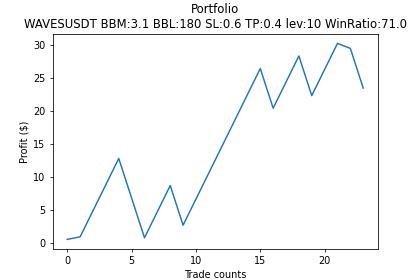 Portfolio
WAVESUSDT BBM:3.1 BBL:180 SL:0.6 TP:0.4 lev:10 WinRatio:71.0
30
25
20
15
10
5
0
Profit ($)
0 5 10 15 20
Trade counts